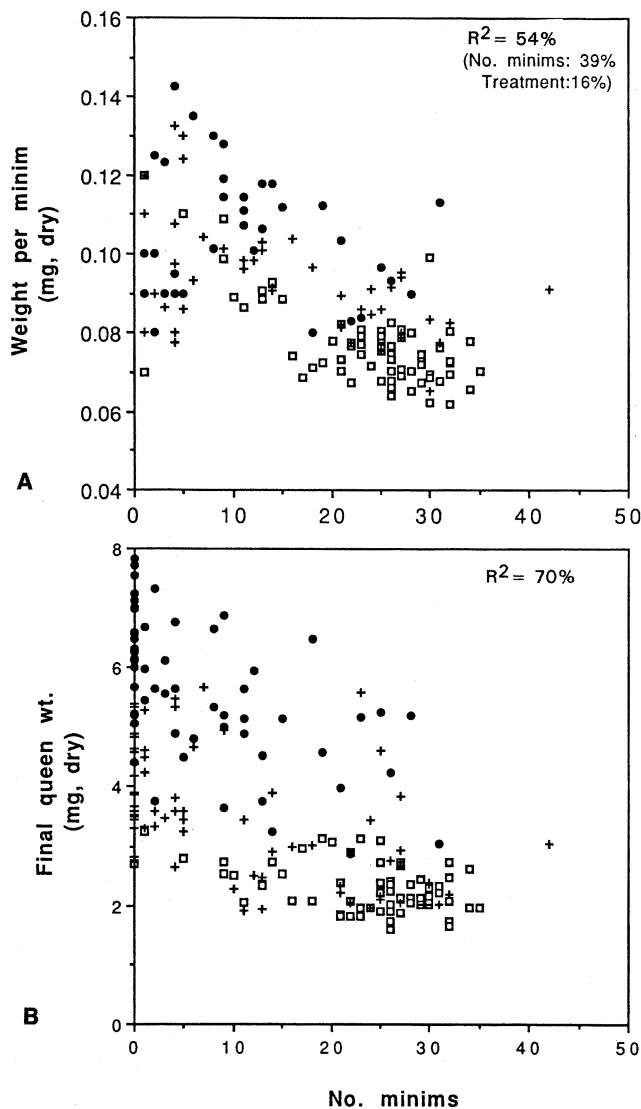 0.16
0.14
0.12
0.10
0.08
0.06
0.04
Weight per minim
(mg, dry)
R2= 54%
(No. minims: 39%
Treatment:16%)
A
0 10 20 30 40 50
8
6
4
2
0
Final queen wt.
(mg, dry)
R2= 70%
B
0 10 20 30 40 50
No. minims